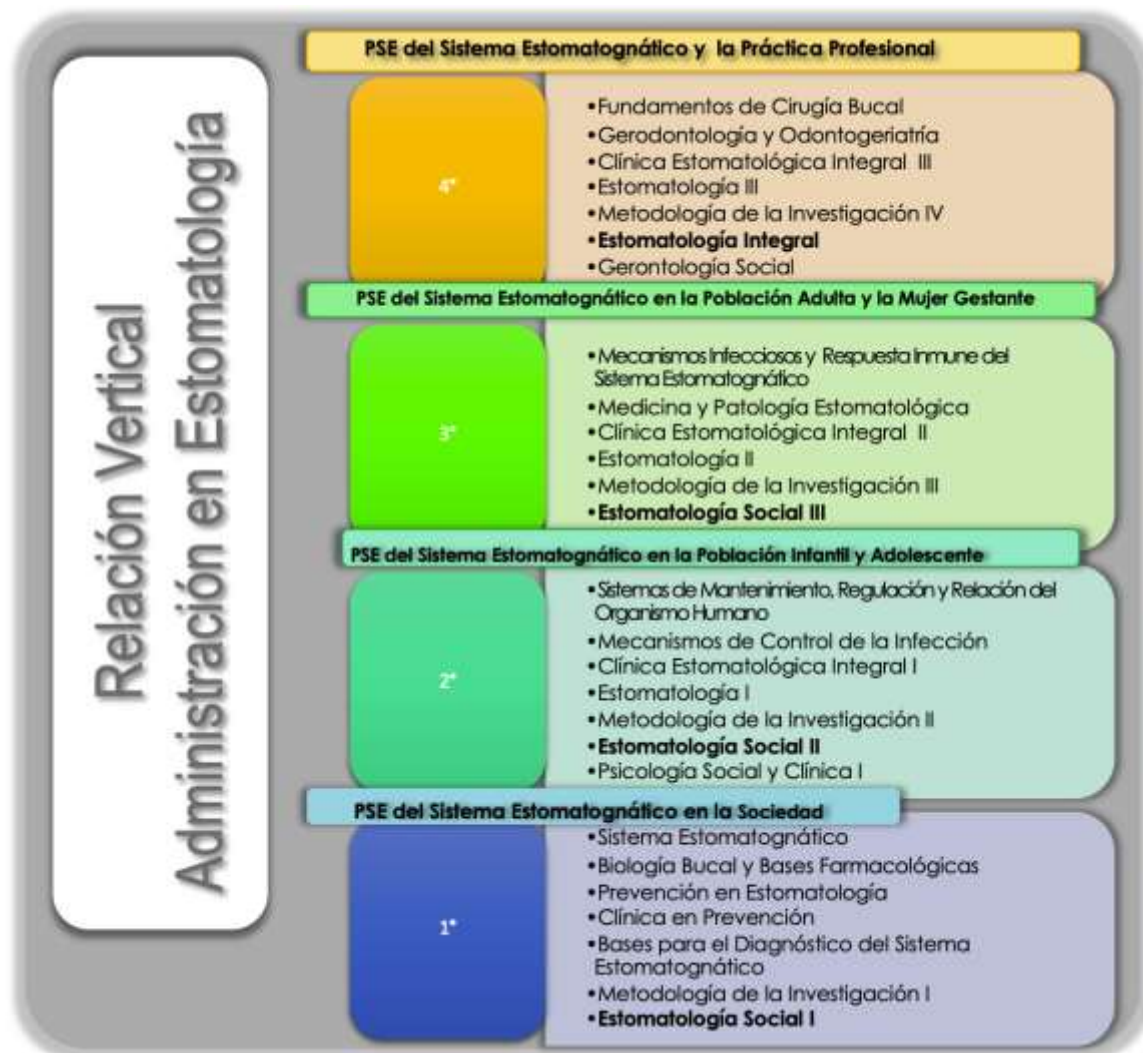 Relación Vertical
Administración en Estomatología
PSE del Sistema Estomatognático y la Práctica Profesional
4°
•Fundamentos de Cirugía Bucal
•Gerodontología y Odontogeriatría
•Clínica Estomatológica Integral III
•Estomatología III
•Metodología de la Investigación IV
•Estomatología Integral
•Gerontología Social
PSE del Sistema Estomatognático en la Población Adulta y la Mujer Gestante
3°
•Mecanismos Infecciosos y Respuesta Inmune del
Sistema Estomatognático
•Medicina y Patología Estomatológica
•Clínica Estomatológica Integral II
•Estomatología II
•Metodología de la Investigación III
•Estomatología Social III
PSE del Sistema Estomatognático en la Población Infantil y Adolescente
2°
•Sistemas de Mantenimiento, Regulación y Relación del
Organismo Humano
•Mecanismos de Control de la Infección
•Clínica Estomatológica Integral I
•Estomatología I
•Metodología de la Investigación II
•Estomatología Social II
•Psicología Social y Clínica I
PSE del Sistema Estomatognático en la Sociedad
1°
•Sistema Estomatognático
•Biología Bucal y Bases Farmacológicas
•Prevención en Estomatología
•Clínica en Prevención
•Bases para el Diagnóstico del Sistema
Estomatognático
•Metodología de la Investigación I
•Estomatología Social I